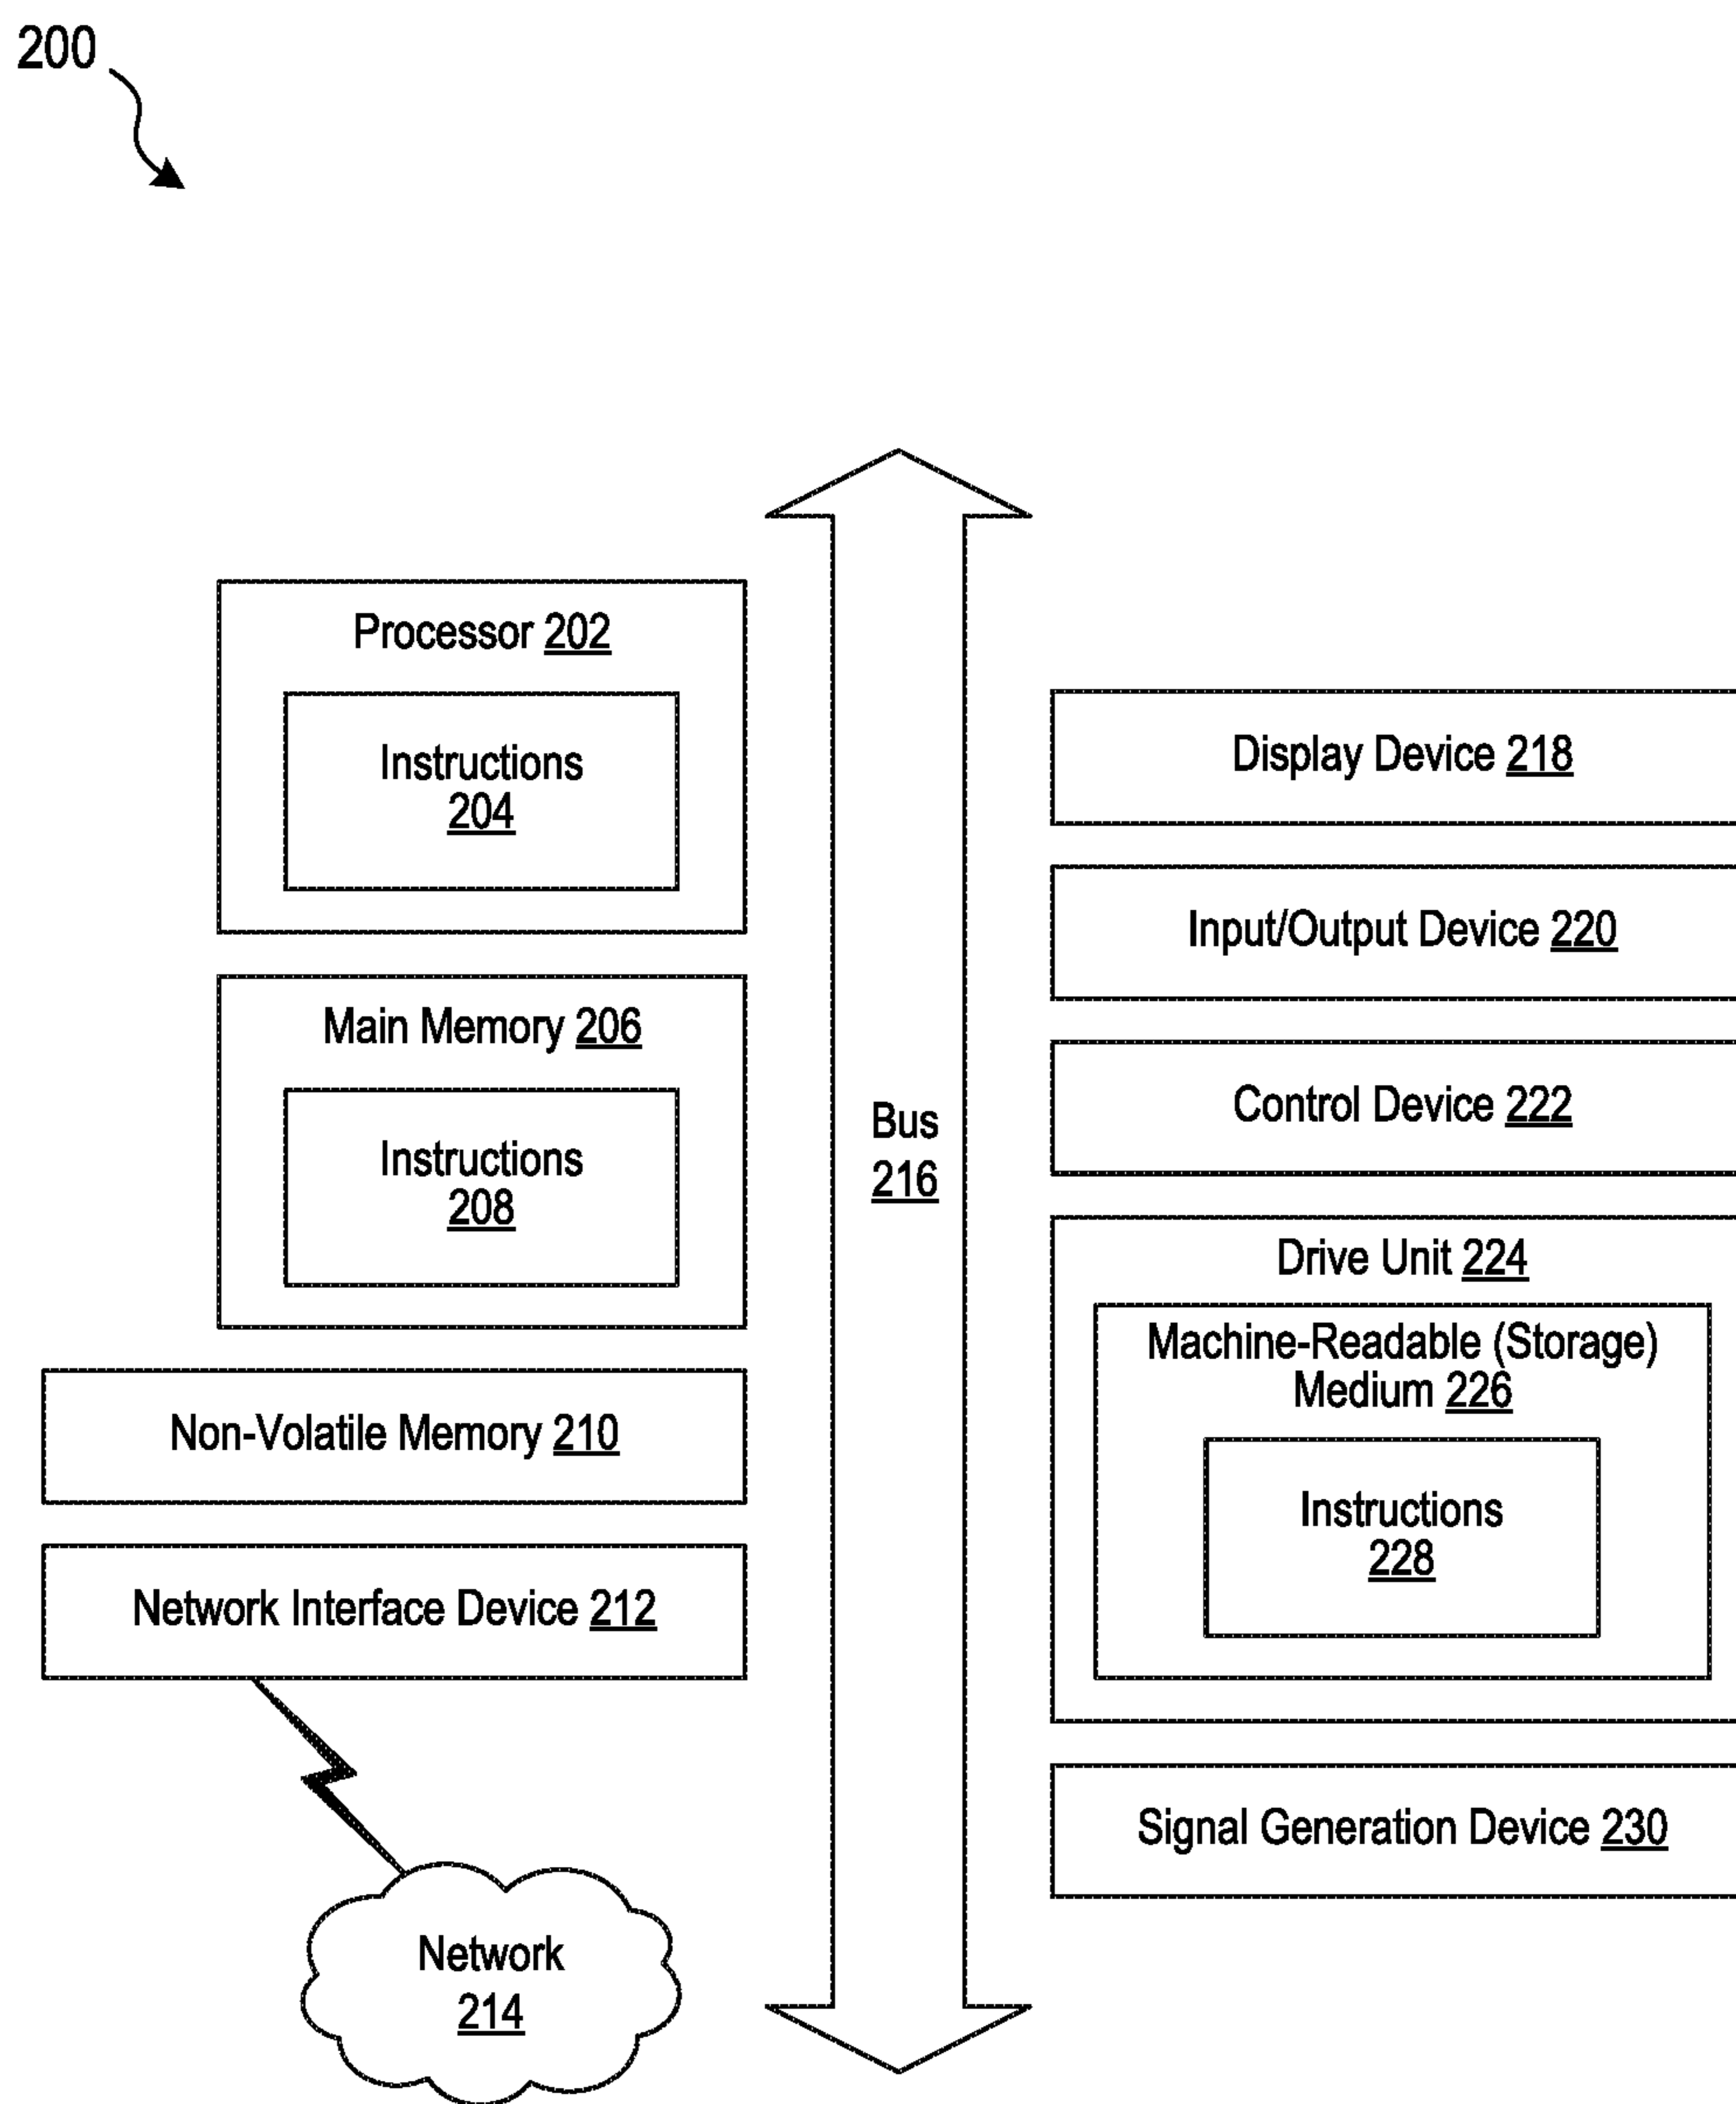 200
Processor 202
Instructions
204
Main Memory 206
Instructions
208
Non-Volatile Memory 210
Network Interface Device 212
Network
214
Bus
216
Display Device 218
Input/Output Device 220
Control Device 222
Drive Unit 224
Machine-Readable (Storage)
Medium 226
Instructions
228
Signal Generation Device 230